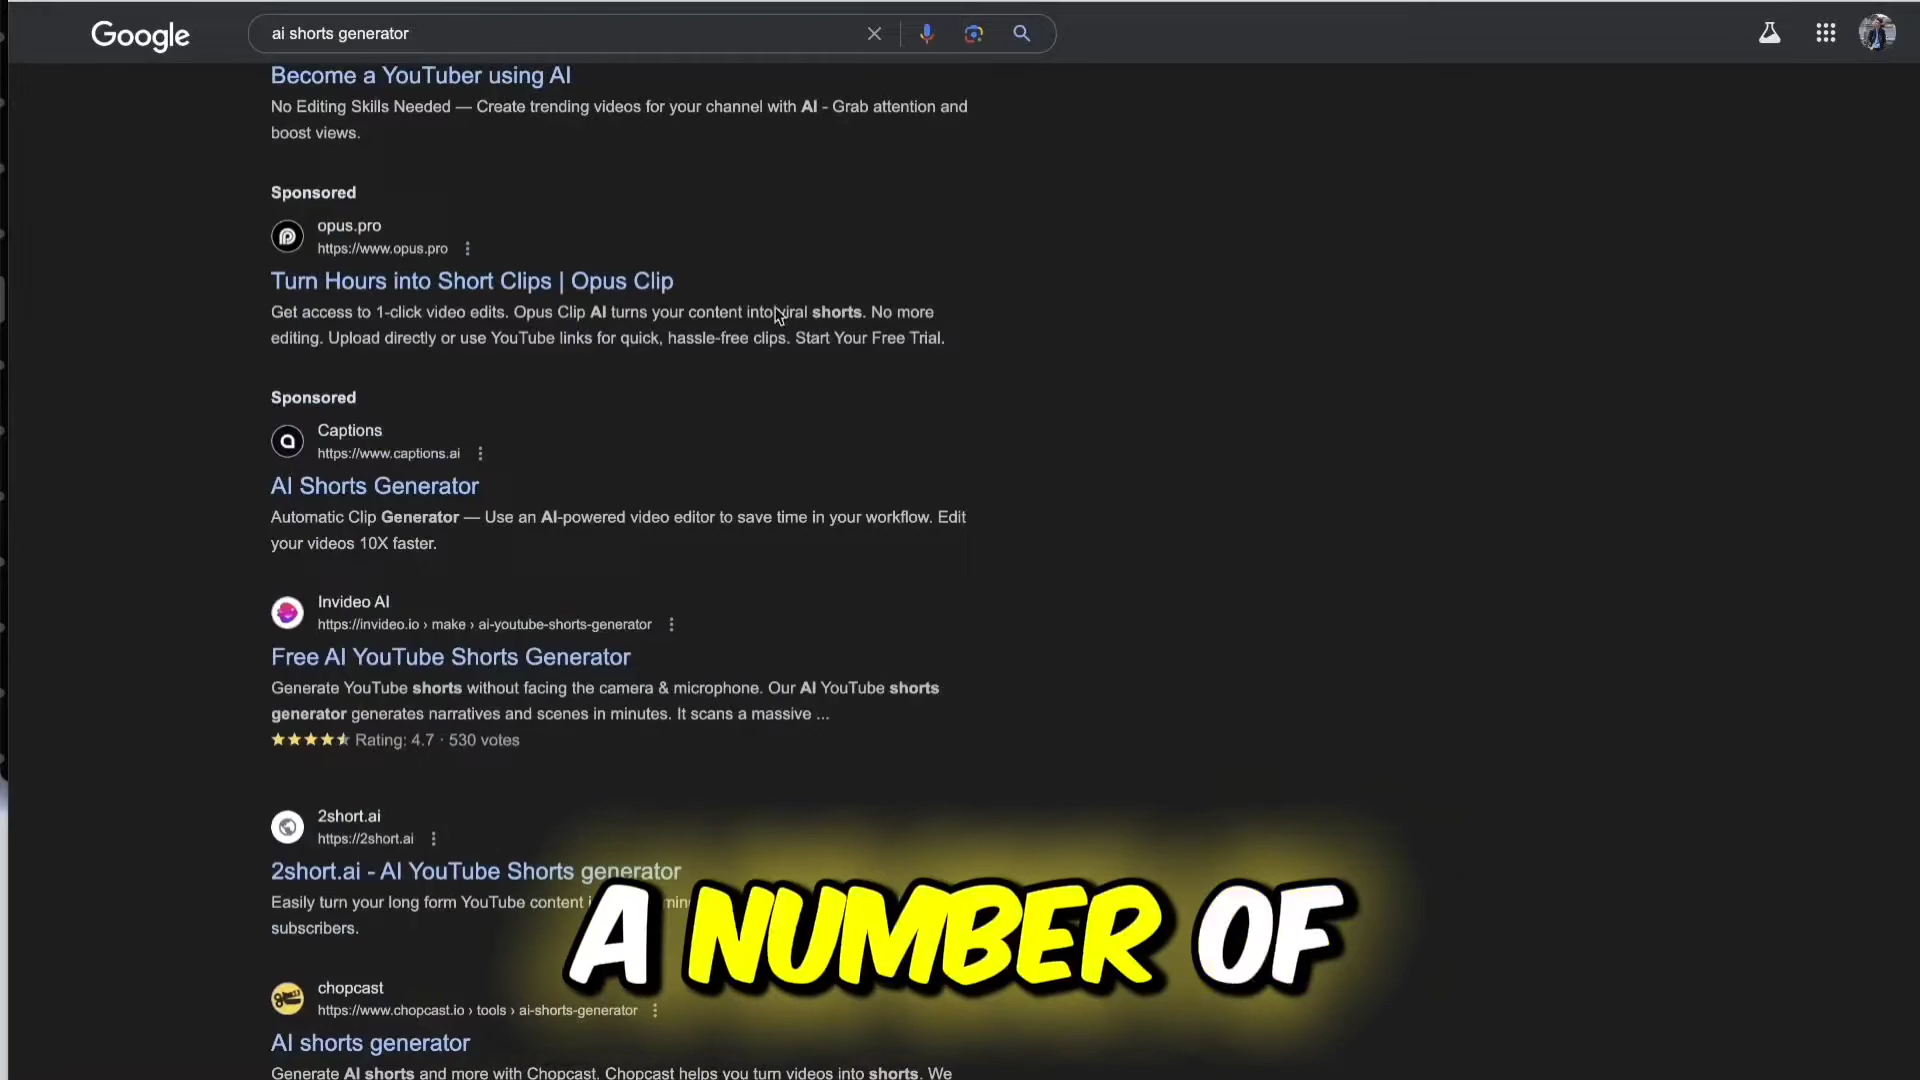 Google
ai shorts generator
Become a YouTuber using AI
No Editing Skills Needed — Create trending videos for your channel with AI - Grab attention and
boost views.
Sponsored
opus.pro
https://www.opus.pro
Turn Hours into Short Clips | Opus Clip
Get access to 1-click video edits. Opus Clip AI turns your content into viral shorts. No more
editing. Upload directly or use YouTube links for quick, hassle-free clips. Start Your Free Trial.
Sponsored
Captions
https://www.captions.ai
AI Shorts Generator
Automatic Clip Generator — Use an AI-powered video editor to save time in your workflow. Edit
your videos 10X faster.
Invideo AI
https://invideo.io › make › ai-youtube-shorts-generator
Free AI YouTube Shorts Generator
Generate YouTube shorts without facing the camera & microphone. Our AI YouTube shorts
generator generates narratives and scenes in minutes. It scans a massive ...
Rating: 4.7 · 530 votes
2short.ai
https://2short.ai
2short.ai - AI YouTube Shorts generator
Easily turn your long form YouTube content
subscribers.
A NUMBER OF
chopcast
https://www.chopcast.io › tools › ai-shorts-generator
AI shorts generator
Generate AI shorts and more with Chopcast. Chopcast helps you turn videos into shorts. We